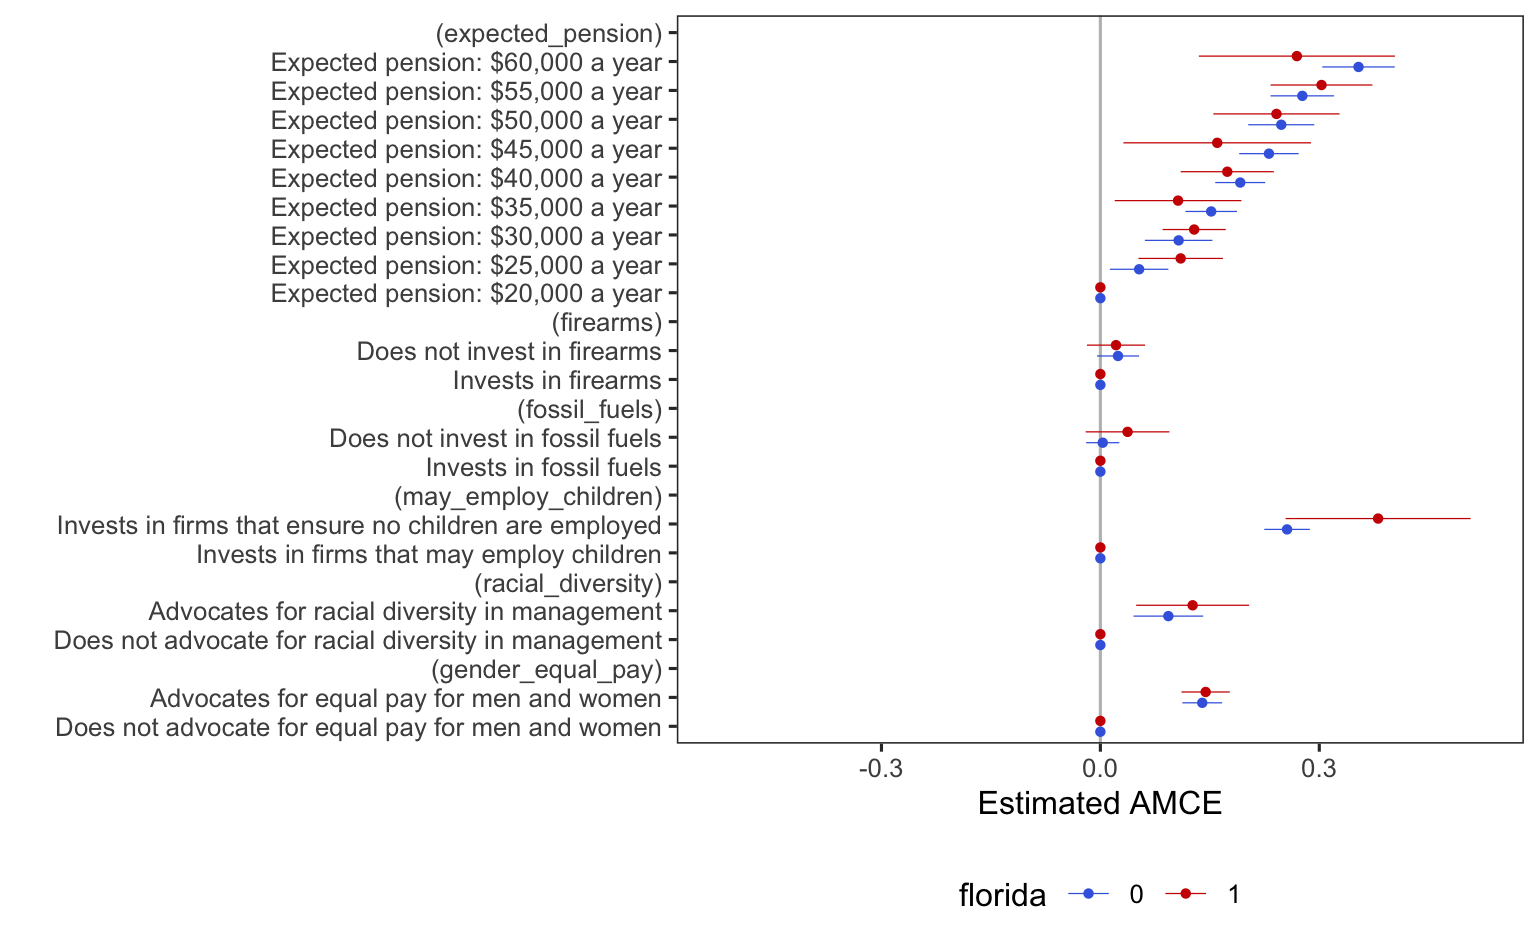 (expected_pension)
Expected pension: $60,000 a year
Expected pension: $55,000 a year
Expected pension: $50,000 a year
Expected pension: $45,000 a year
Expected pension: $40,000 a year
Expected pension: $35,000 a year
Expected pension: $30,000 a year
Expected pension: $25,000 a year
Expected pension: $20,000 a year
(firearms)
Does not invest in firearms
Invests in firearms
(fossil_fuels)
Does not invest in fossil fuels
Invests in fossil fuels
(may_employ_children)
Invests in firms that ensure no children are employed
Invests in firms that may employ children
(racial_diversity)
Advocates for racial diversity in management
Does not advocate for racial diversity in management
(gender_equal_pay)
Advocates for equal pay for men and women
Does not advocate for equal pay for men and women
-0.3 0.0 0.3
Estimated AMCE
florida 0 1